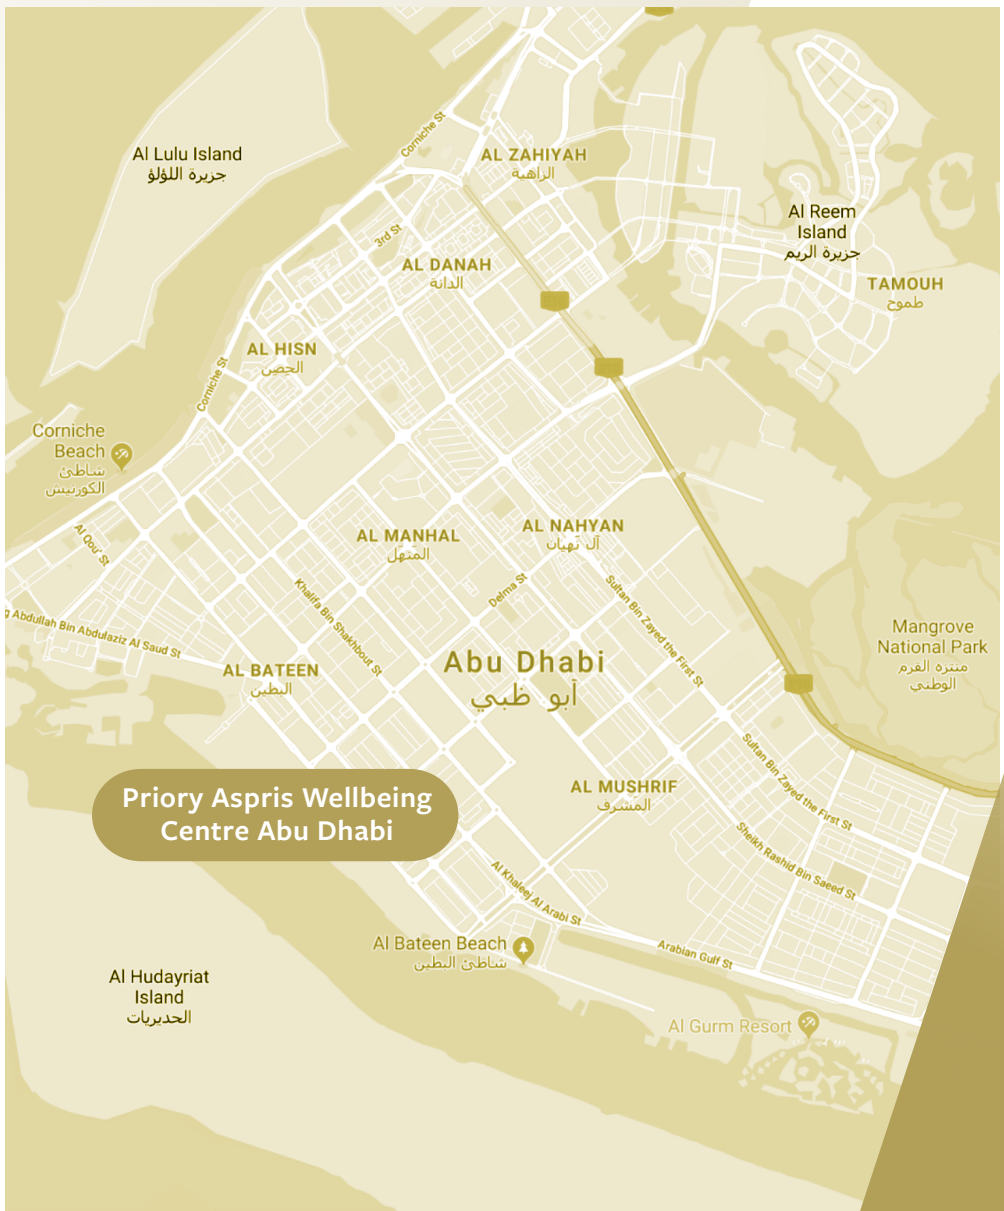 Corniche St
Al Lulu Island
جزيرة اللؤلؤ
AL ZAHIYAH
الزاهية
Al Reem
Island
جزيرة الريم
3rd St
AL DANAH
الدانة
TAMOUH
طموح
AL HISN
الحصن
Corniche St
Corniche
Beach
شاطئ
الكورنيش
AL MANHAL
المَنهَل
AL NAHYAN
آل نَهيان
Al Qou' St
Khalifa Bin Shakhbout St
Delma St
Sultan Bin Zayed the First St
Abdullah Bin Abdulaziz Al Saud St
Mangrove
National Park
منتزه القرم
الوطني
AL BATEEN
البطين
Abu Dhabi
أبو ظبي
Sultan Bin Zayed the First St
AL MUSHRIF
المشرف
Priory Aspris Wellbeing
Centre Abu Dhabi
Sheikh Rashid Bin Saeed St
Al Khaleej Al Arabi St
Al Bateen Beach
شاطئ البطين
Arabian Gulf St
Al Hudayriat
Island
الحديريات
Al Gurm Resort